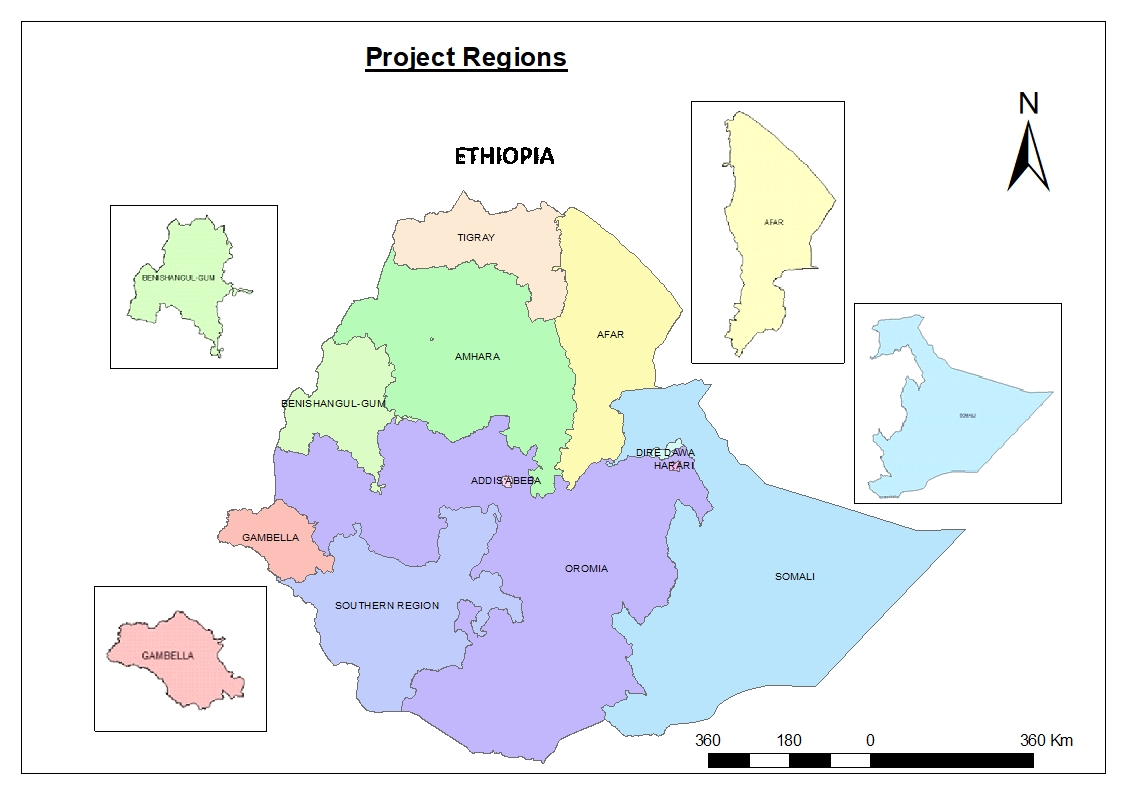 Project Regions
N
ETHIOPIA
AFAR
TIGRAY
BENISHANGUL-GUM
AFAR
AMHARA
BENISHANGUL-GUM
SOMALI
DIRE DAWA
HARARI
ADDIS ABEBA
GAMBELLA
OROMIA
SOMALI
SOUTHERN REGION
GAMBELLA
360 180 0 360 Km